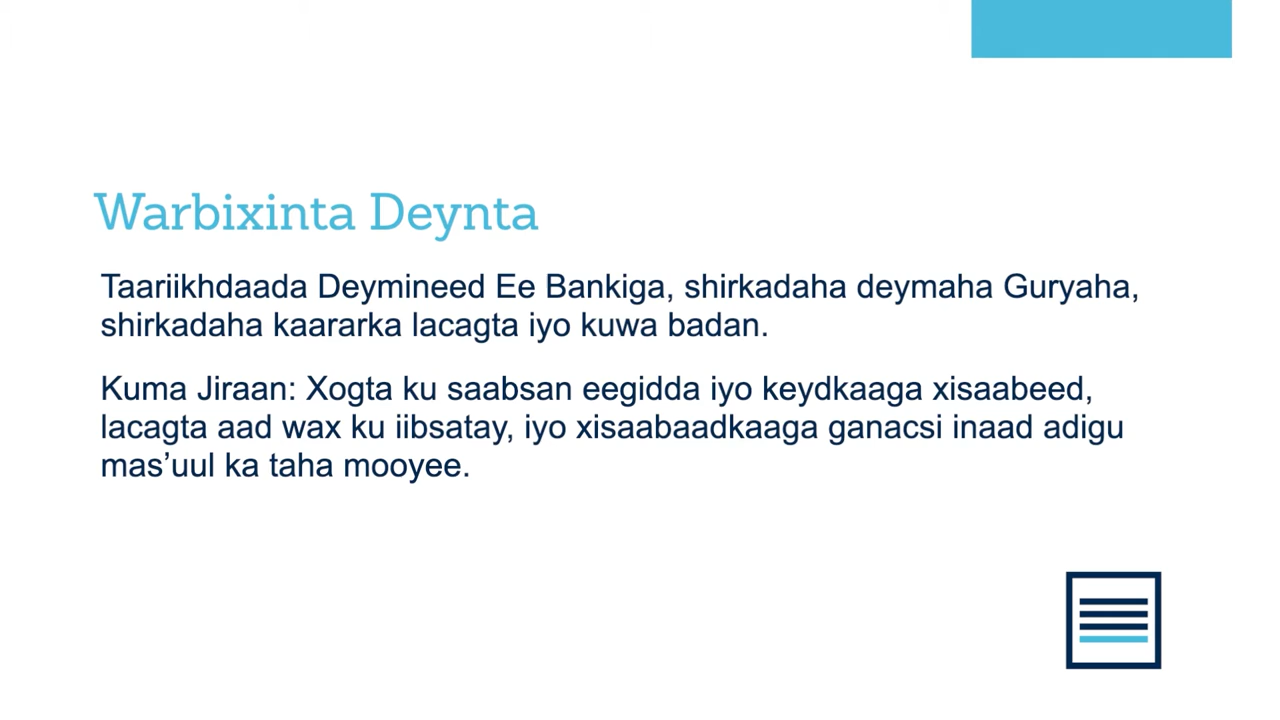 Warbixinta Deynta
Taariikhdaada Deymineed Ee Bankiga, shirkadaha deymaha Guryaha,
shirkadaha kaararka lacagta iyo kuwa badan.
Kuma Jiraan: Xogta ku saabsan eegidda iyo keydkaaga xisaabeed,
lacagta aad wax ku iibsatay, iyo xisaabaadkaaga ganacsi inaad adigu
mas’uul ka taha mooyee.